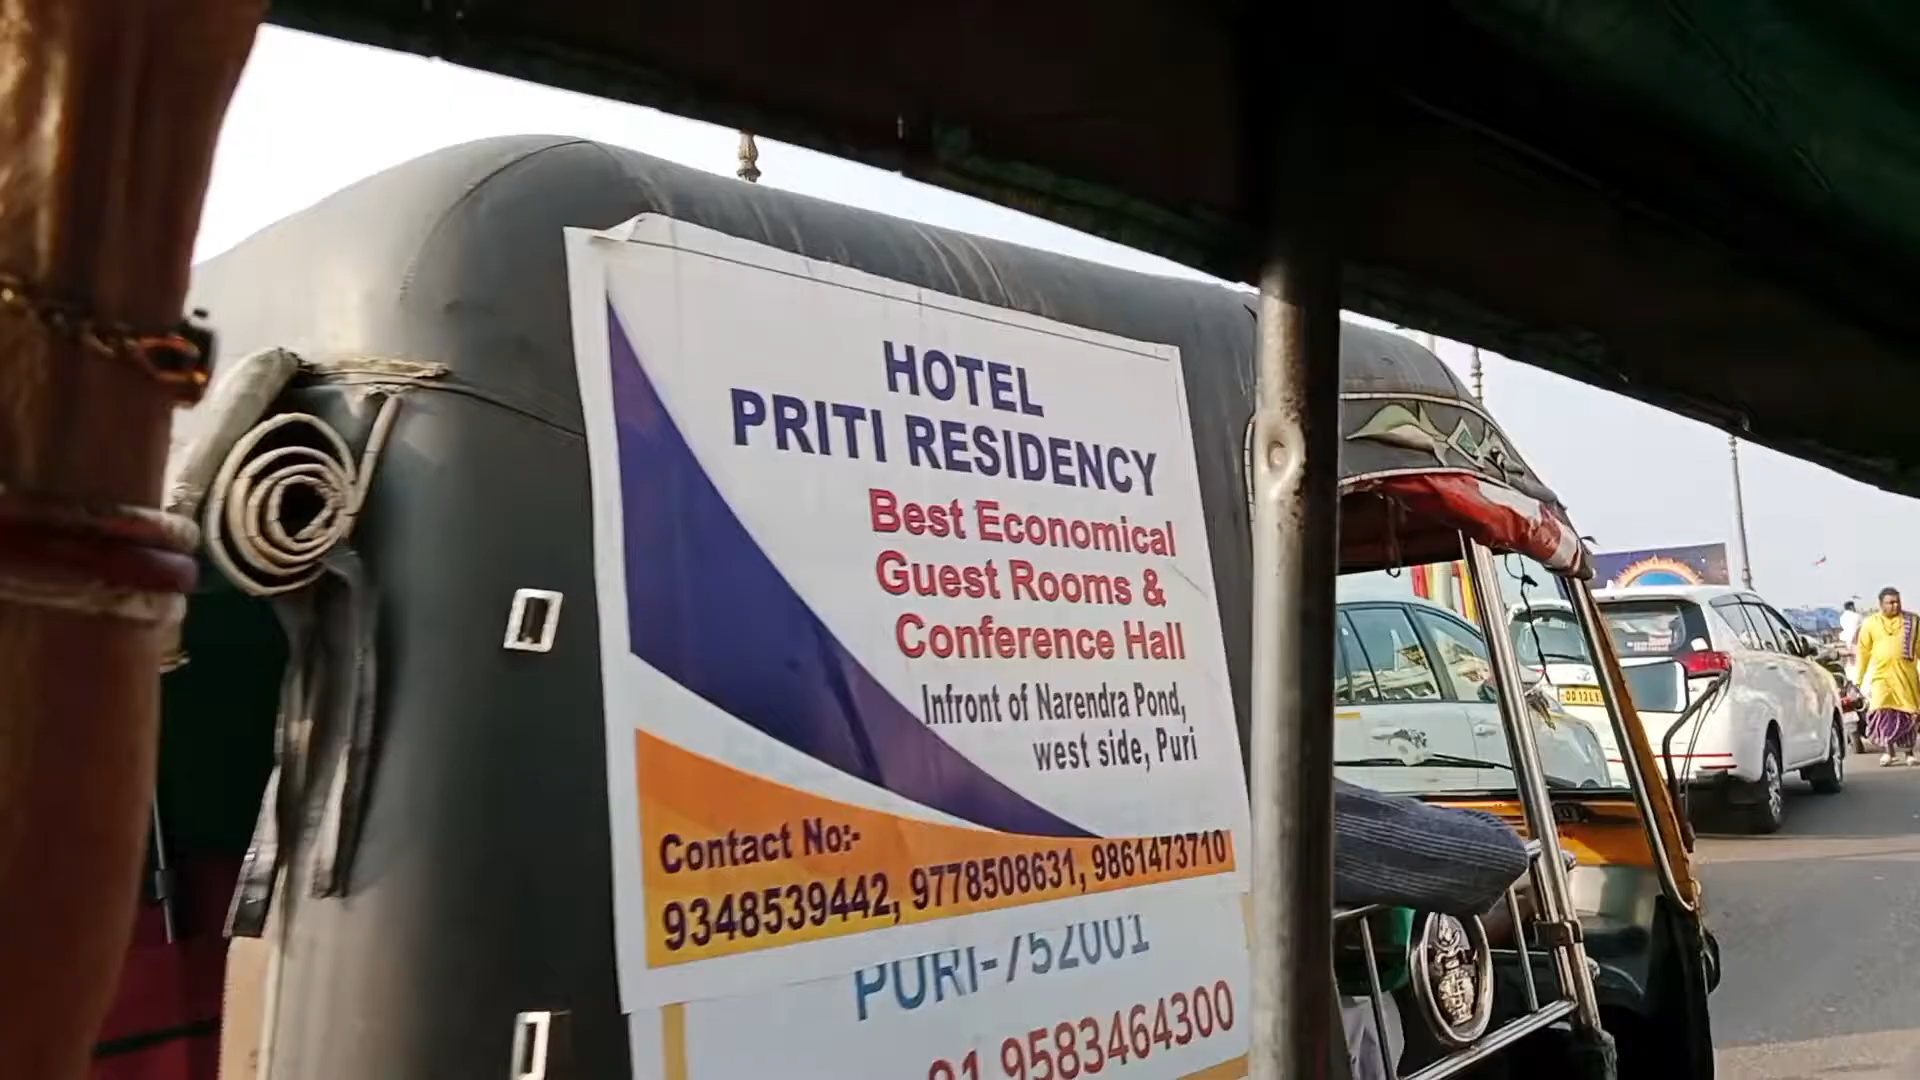 HOTEL
PRITI RESIDENCY
Best Economical
Guest Rooms &
Conference Hall
Infront of Narendra Pond,
west side, Puri
Contact No:-
9348539442, 9778508631, 9861473710
PURI-752001
91 9583464300